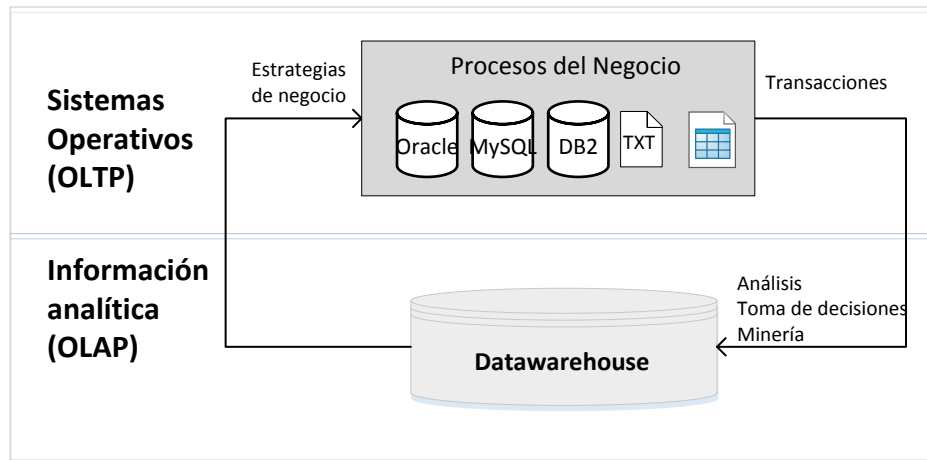 Sistemas
Operativos
(OLTP)
Estrategias
de negocio
Procesos del Negocio
Oracle
MySQL
DB2
TXT
Transacciones
Información
analítica
(OLAP)
Datawarehouse
Análisis
Toma de decisiones
Minería